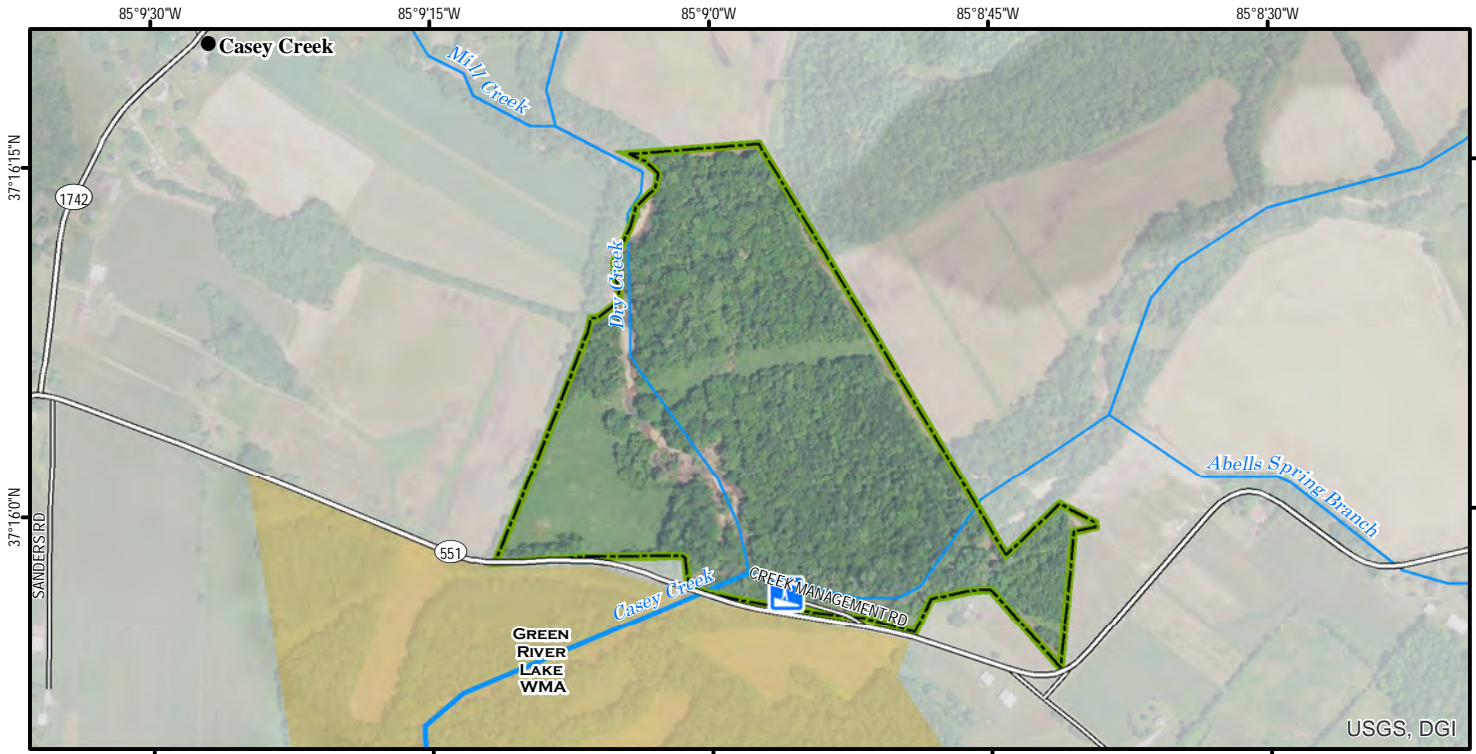 85°9'30"W
85°9'15"W
85°9'0"W
85°8'45"W
85°8'30"W
Casey Creek
Mill Creek
37°16'15"N
1742
Dry Creek
Abells Spring Branch
37°16'0"N
SANDERS RD
551
Casey Creek
CREEK MANAGEMENT RD
GREEN
RIVER
LAKE
WMA
USGS, DGI